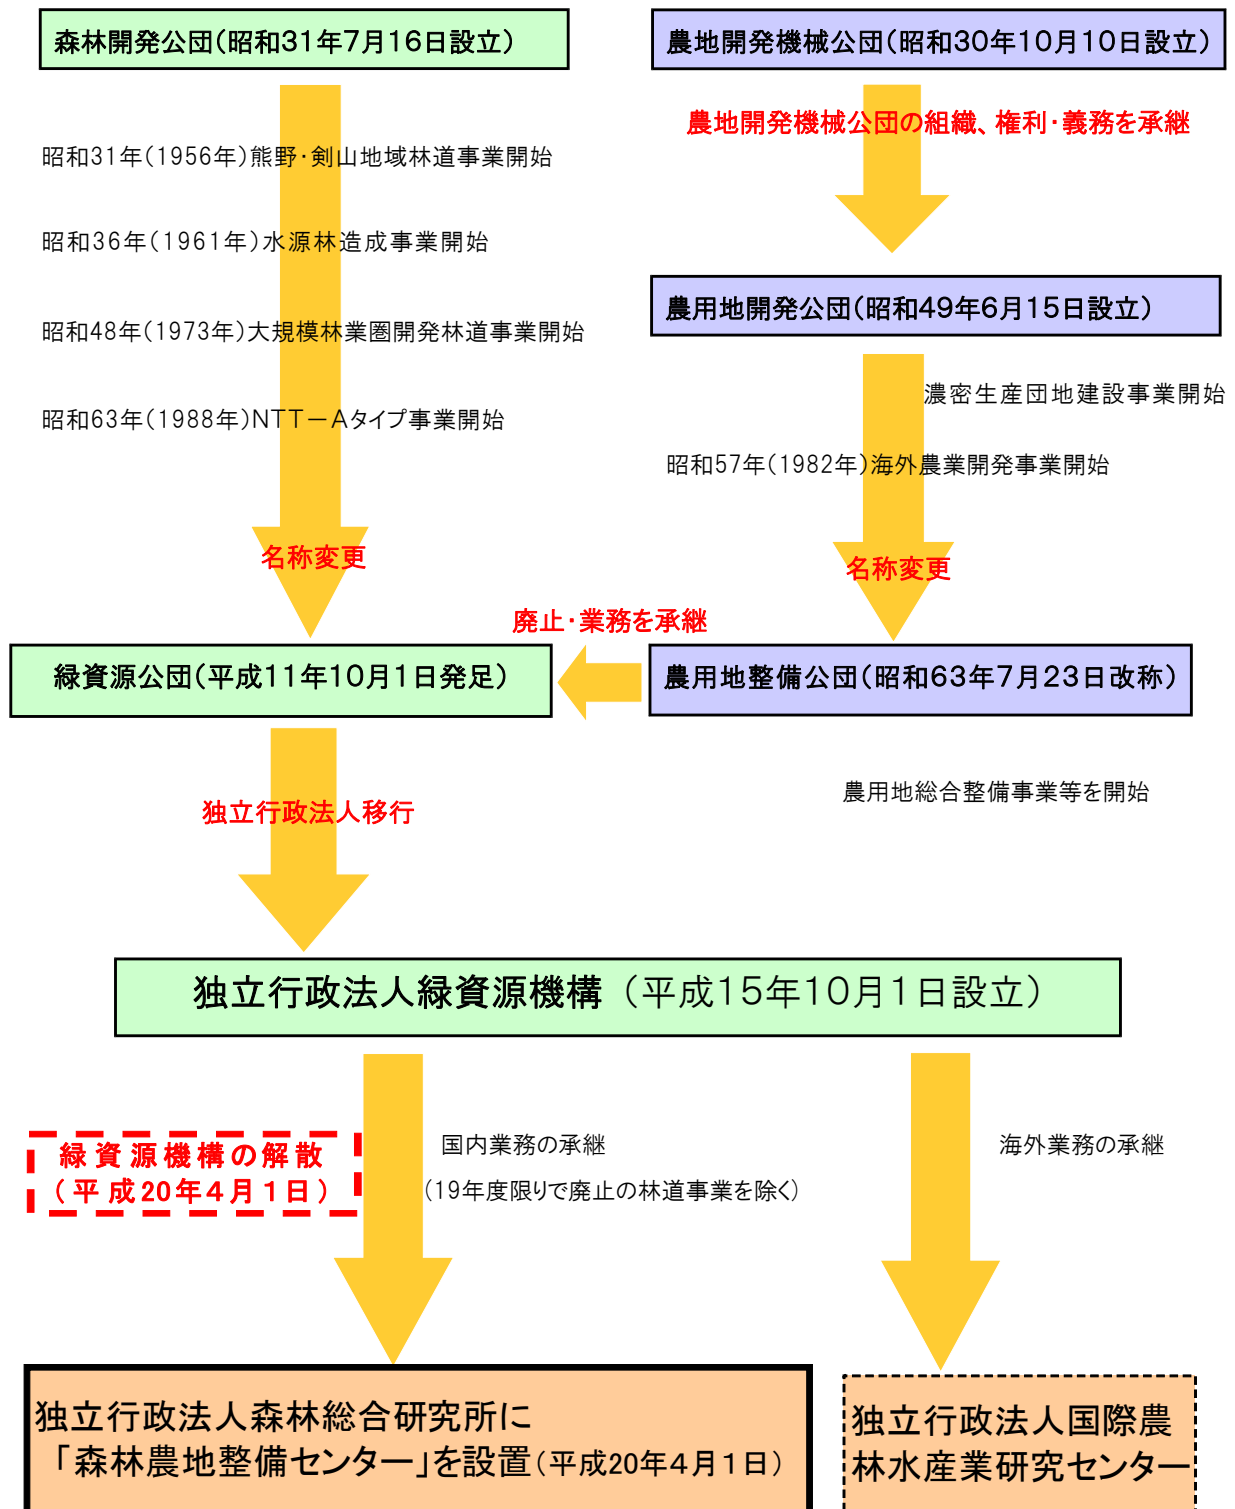 森林開発公団(昭和31年7月16日設立)
農地開発機械公団(昭和30年10月10日設立)
農地開発機械公団の組織、権利・義務を承継
昭和31年(1956年)熊野・剣山地域林道事業開始
昭和36年(1961年)水源林造成事業開始
昭和48年(1973年)大規模林業圏開発林道事業開始
昭和63年(1988年)NTT－Aタイプ事業開始
名称変更
農用地開発公団(昭和49年6月15日設立)
濃密生産団地建設事業開始
昭和57年(1982年)海外農業開発事業開始
名称変更
廃止・業務を承継
緑資源公団(平成11年10月1日発足)
農用地整備公団(昭和63年7月23日改称)
農用地総合整備事業等を開始
独立行政法人移行
独立行政法人緑資源機構（平成15年10月1日設立）
緑資源機構の解散
(平成20年4月1日)
国内業務の承継
(19年度限りで廃止の林道事業を除く)
海外業務の承継
独立行政法人森林総合研究所に
「森林農地整備センター」を設置(平成20年4月1日)
独立行政法人国際農
林水産業研究センター